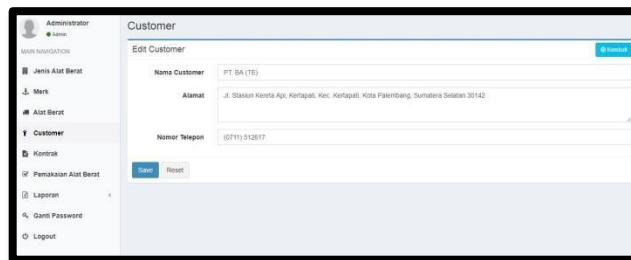 Administrator
Admin
MAIN NAVIGATION
Jenis Alat Berat
Merk
Alat Berat
Customer
Kontrak
Pemakaian Alat Berat
Laporan
Ganti Password
Logout
Customer
Edit Customer
Kembali
Nama Customer PT. BA (TE)
Alamat Jl. Stasiun Kereta Api, Kertapati, Kec. Kertapati, Kota Palembang, Sumatera Selatan 30142
Nomor Telepon (0711) 512617
Save Reset